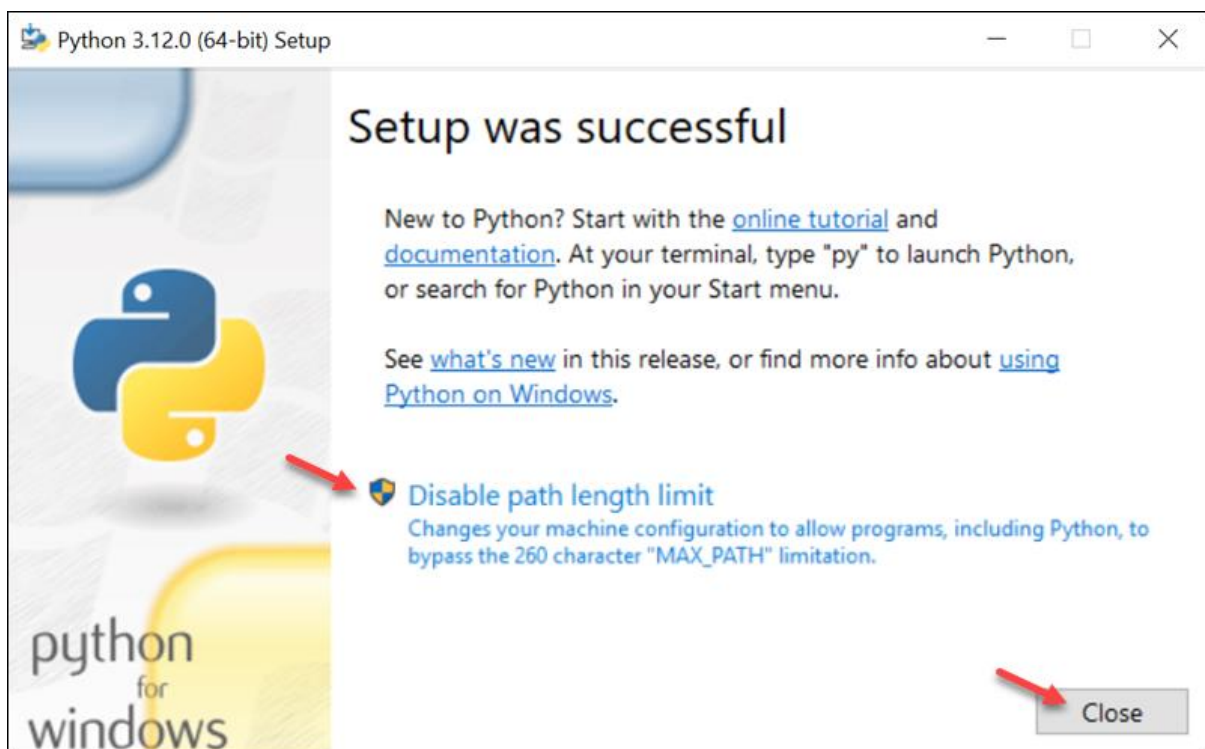 Python 3.12.0 (64-bit) Setup
Setup was successful
New to Python? Start with the online tutorial and
documentation. At your terminal, type "py" to launch Python,
or search for Python in your Start menu.
See what's new in this release, or find more info about using
Python on Windows.
Disable path length limit
Changes your machine configuration to allow programs, including Python, to
bypass the 260 character "MAX_PATH" limitation.
python
for
windows
Close